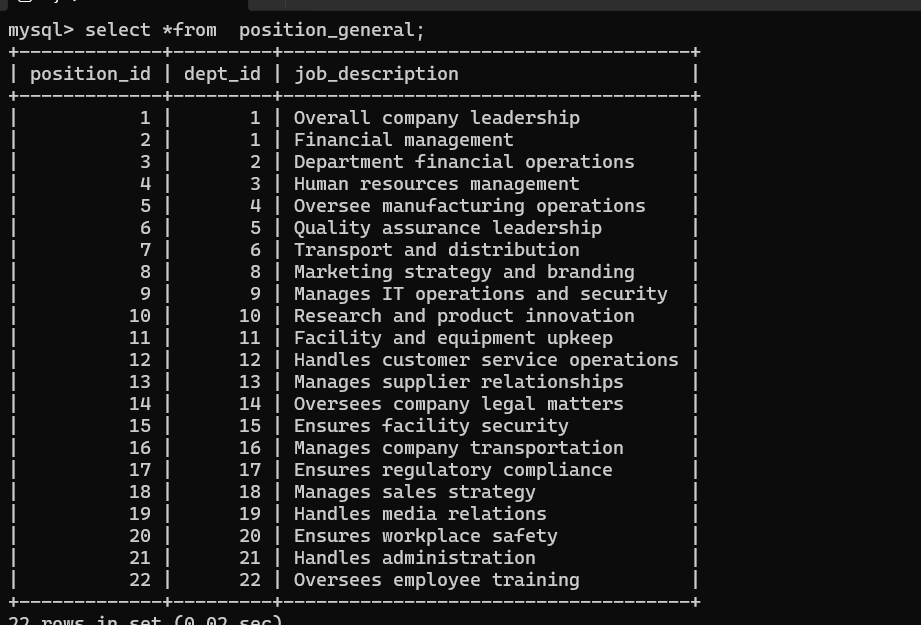 mysql> select *from  position_general;
+-------------+---------+-------------------------------------+
| position_id | dept_id | job_description                     |
+-------------+---------+-------------------------------------+
|           1 |       1 | Overall company leadership          |
|           2 |       1 | Financial management                |
|           3 |       2 | Department financial operations     |
|           4 |       3 | Human resources management          |
|           5 |       4 | Oversee manufacturing operations    |
|           6 |       5 | Quality assurance leadership        |
|           7 |       6 | Transport and distribution          |
|           8 |       8 | Marketing strategy and branding     |
|           9 |       9 | Manages IT operations and security  |
|          10 |      10 | Research and product innovation     |
|          11 |      11 | Facility and equipment upkeep       |
|          12 |      12 | Handles customer service operations |
|          13 |      13 | Manages supplier relationships      |
|          14 |      14 | Oversees company legal matters      |
|          15 |      15 | Ensures facility security           |
|          16 |      16 | Manages company transportation      |
|          17 |      17 | Ensures regulatory compliance       |
|          18 |      18 | Manages sales strategy              |
|          19 |      19 | Handles media relations             |
|          20 |      20 | Ensures workplace safety            |
|          21 |      21 | Handles administration              |
|          22 |      22 | Oversees employee training          |
+-------------+---------+-------------------------------------+
22 rows in set (0.02 sec)